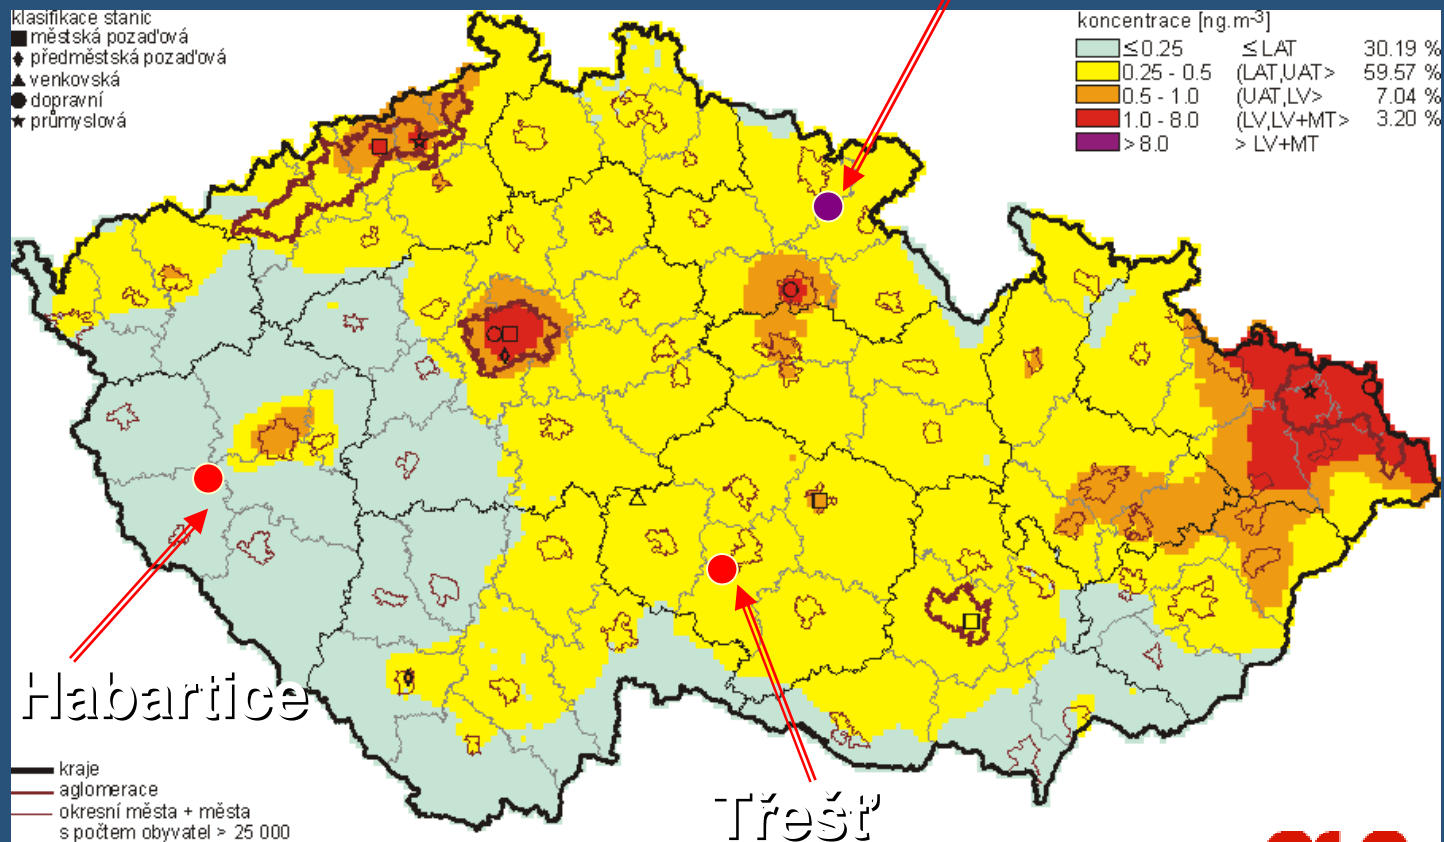 klasifikace stanic
městská pozaďová
předměstská pozaďová
venkovská
dopravní
průmyslová
koncentrace [ng.m-3]
≤0.25 ≤LAT 30.19 %
0.25 - 0.5 (LAT,UAT> 59.57 %
0.5 - 1.0 (UAT,LV> 7.04 %
1.0 - 8.0 (LV,LV+MT> 3.20 %
> 8.0 > LV+MT
Habartice
Třešť
kraje
aglomerace
okresní města + města
s počtem obyvatel > 25 000